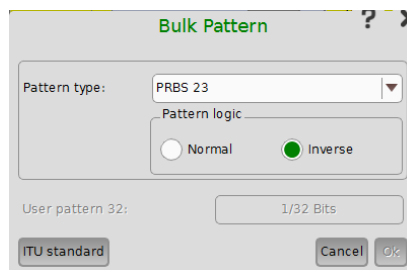 Bulk Pattern ?
Pattern type: PRBS 23
Pattern logic
Normal Inverse
User pattern 32: 1/32 Bits
ITU standard Cancel Ok